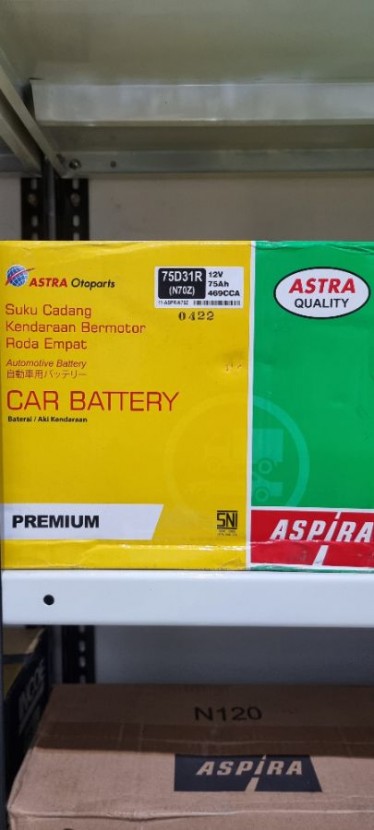 ASTRA Otoparts
75D31R
(N70Z)
12V
75Ah
469CCA
0422
ASTRA
QUALITY
Suku Cadang
Kendaraan Bermotor
Roda Empat
Automotive Battery
自動車用バッテリー
CAR BATTERY
Baterai / Aki Kendaraan
PREMIUM
SNI
ASPIRA
N120
ASPIRA